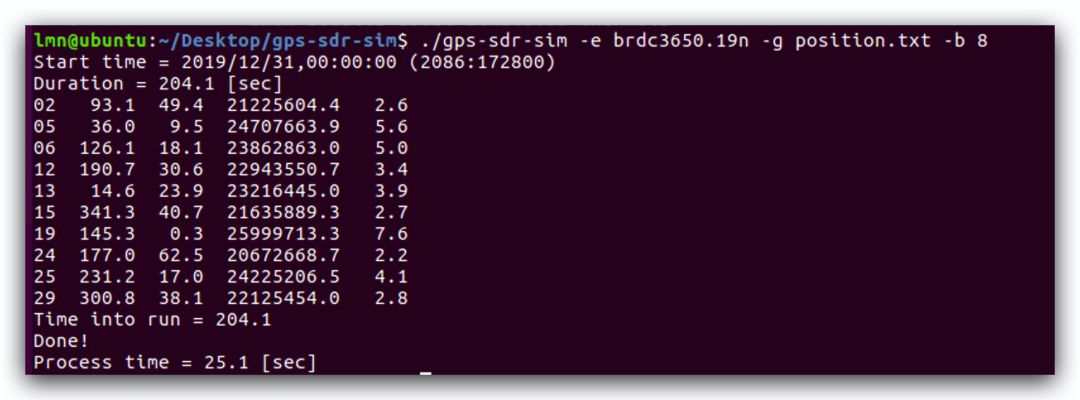 lmn@ubuntu:~/Desktop/gps-sdr-sim$ ./gps-sdr-sim -e brdc3650.19n -g position.txt -b 8
Start time = 2019/12/31,00:00:00 (2086:172800)
Duration = 204.1 [sec]
02   93.1  49.4  21225604.4   2.6
05   36.0   9.5  24707663.9   5.6
06  126.1  18.1  23862863.0   5.0
12  190.7  30.6  22943550.7   3.4
13   14.6  23.9  23216445.0   3.9
15  341.3  40.7  21635889.3   2.7
19  145.3   0.3  25999713.3   7.6
24  177.0  62.5  20672668.7   2.2
25  231.2  17.0  24225206.5   4.1
29  300.8  38.1  22125454.0   2.8
Time into run = 204.1
Done!
Process time = 25.1 [sec]